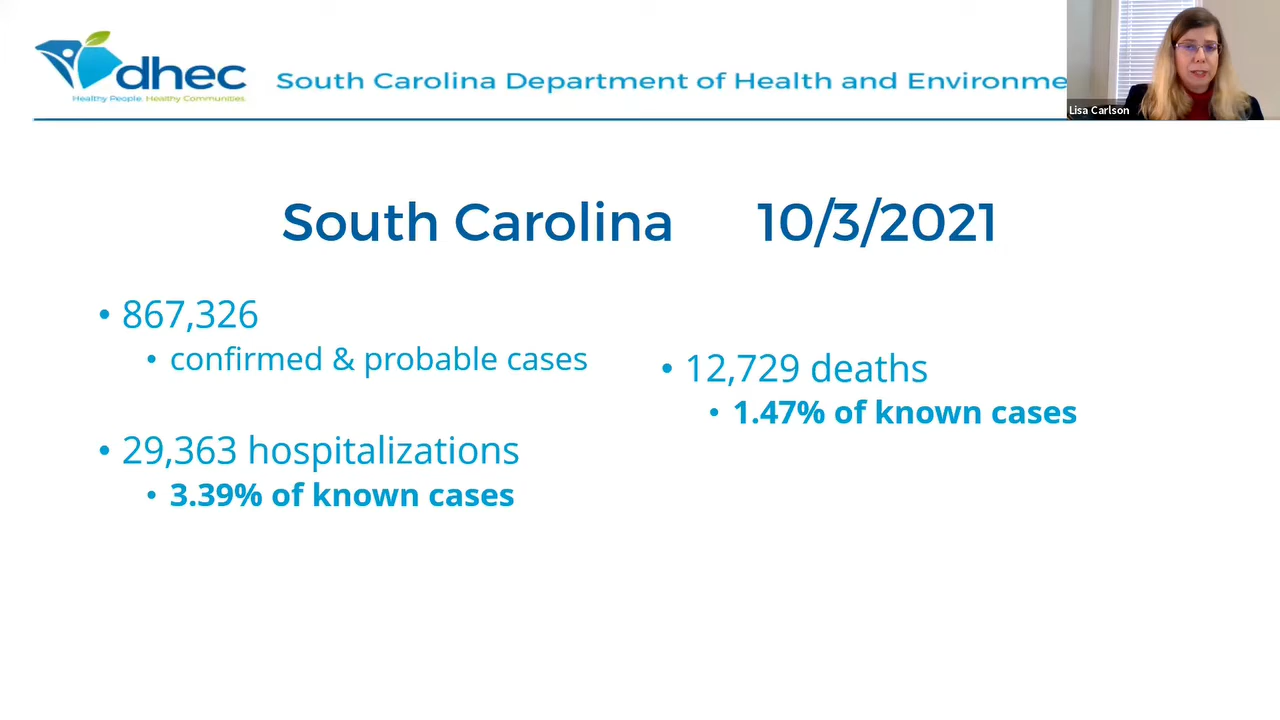 dhec
Healthy People. Healthy Communities.
South Carolina Department of Health and Environme
Lisa Carlson
South Carolina 10/3/2021
• 867,326
• confirmed & probable cases
• 29,363 hospitalizations
• 3.39% of known cases
• 12,729 deaths
• 1.47% of known cases